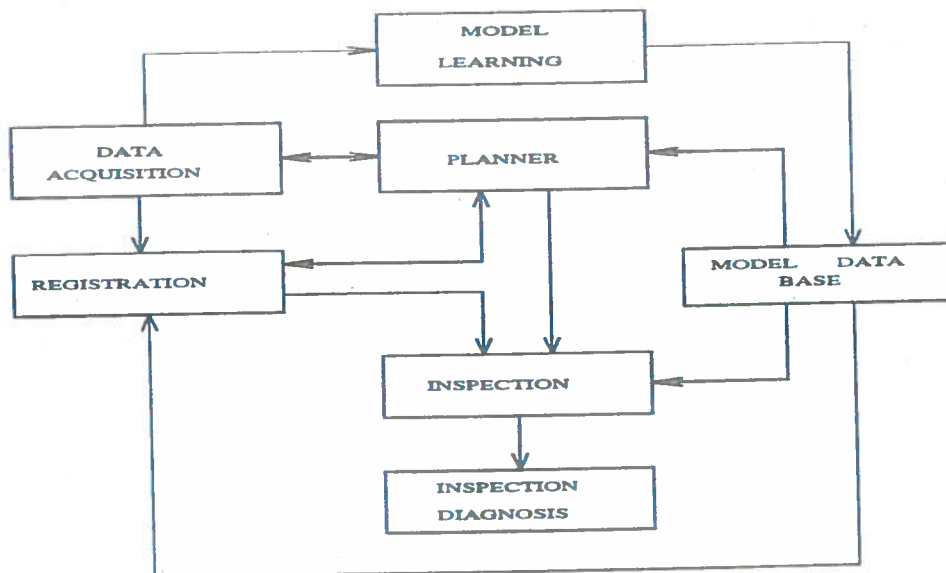 MODEL
LEARNING
DATA
ACQUISITION
PLANNER
REGISTRATION
MODEL DATA
BASE
INSPECTION
INSPECTION
DIAGNOSIS